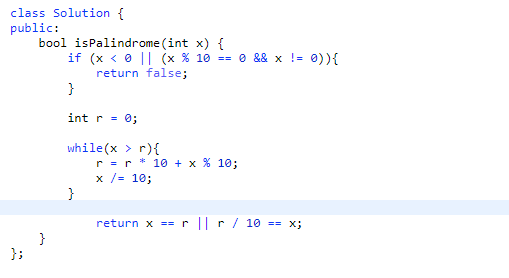 class Solution {
public:
    bool isPalindrome(int x) {
        if (x < 0 || (x % 10 == 0 && x != 0)){
            return false;
        }

        int r = 0;

        while(x > r){
            r = r * 10 + x % 10;
            x /= 10;
        }

            return x == r || r / 10 == x;
    }
};